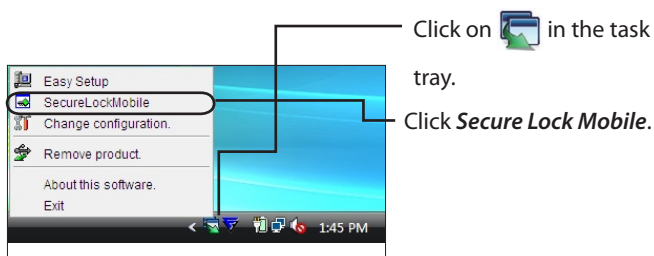 Click on in the task
tray.
Click Secure Lock Mobile.
Easy Setup
SecureLockMobile
Change configuration.
Remove product.
About this software.
Exit
< 1:45 PM